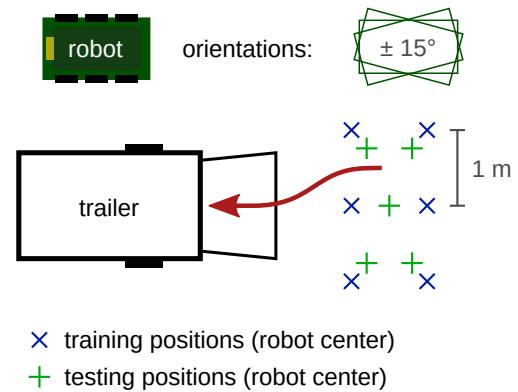 robot
orientations:
± 15°
1 m
trailer
training positions (robot center)
testing positions (robot center)